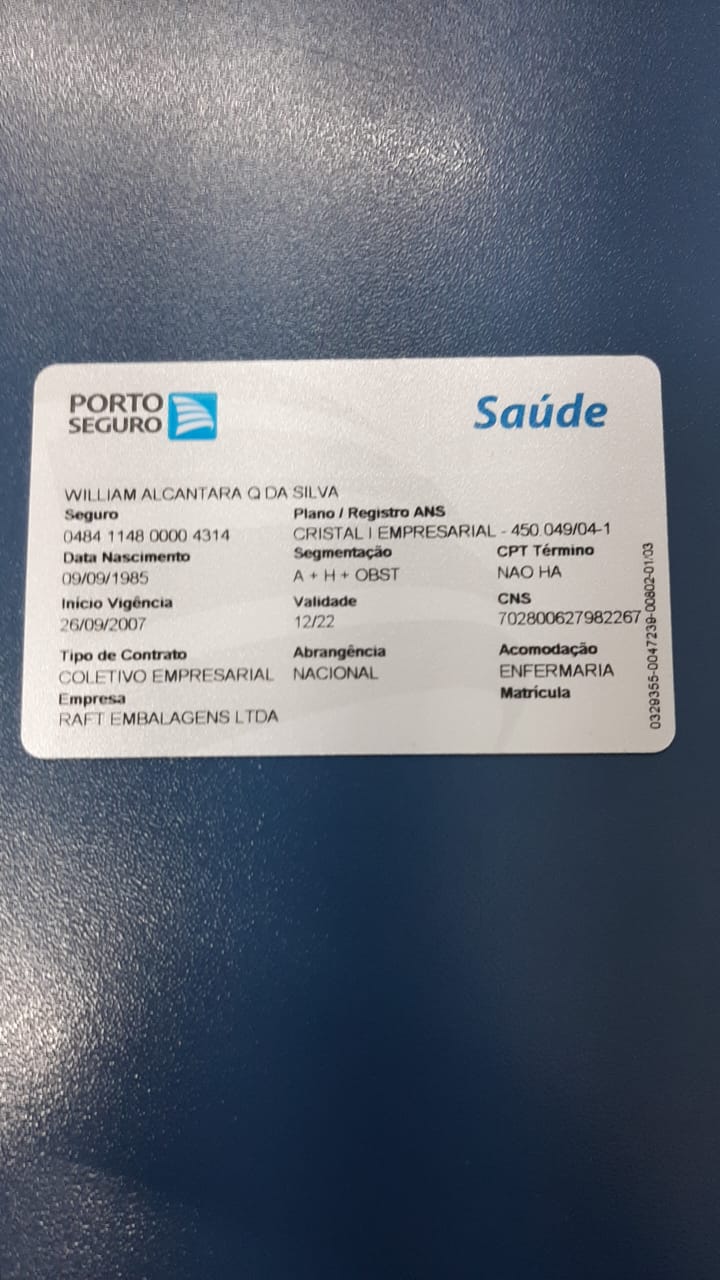 PORTO
SEGURO
Saúde
WILLIAM ALCANTARA Q DA SILVA
Seguro
Plano / Registro ANS
0484 1148 0000 4314
CRISTAL I EMPRESARIAL - 450.049/04-1
Data Nascimento
Segmentação
CPT Término
09/09/1985
A + H + OBST
NAO HA
Início Vigência
Validade
CNS
26/09/2007
12/22
702800627982267
Tipo de Contrato
Abrangência
Acomodação
COLETIVO EMPRESARIAL
NACIONAL
ENFERMARIA
Empresa
Matrícula
RAFT EMBALAGENS LTDA
0329355-0047239-00802-01/03